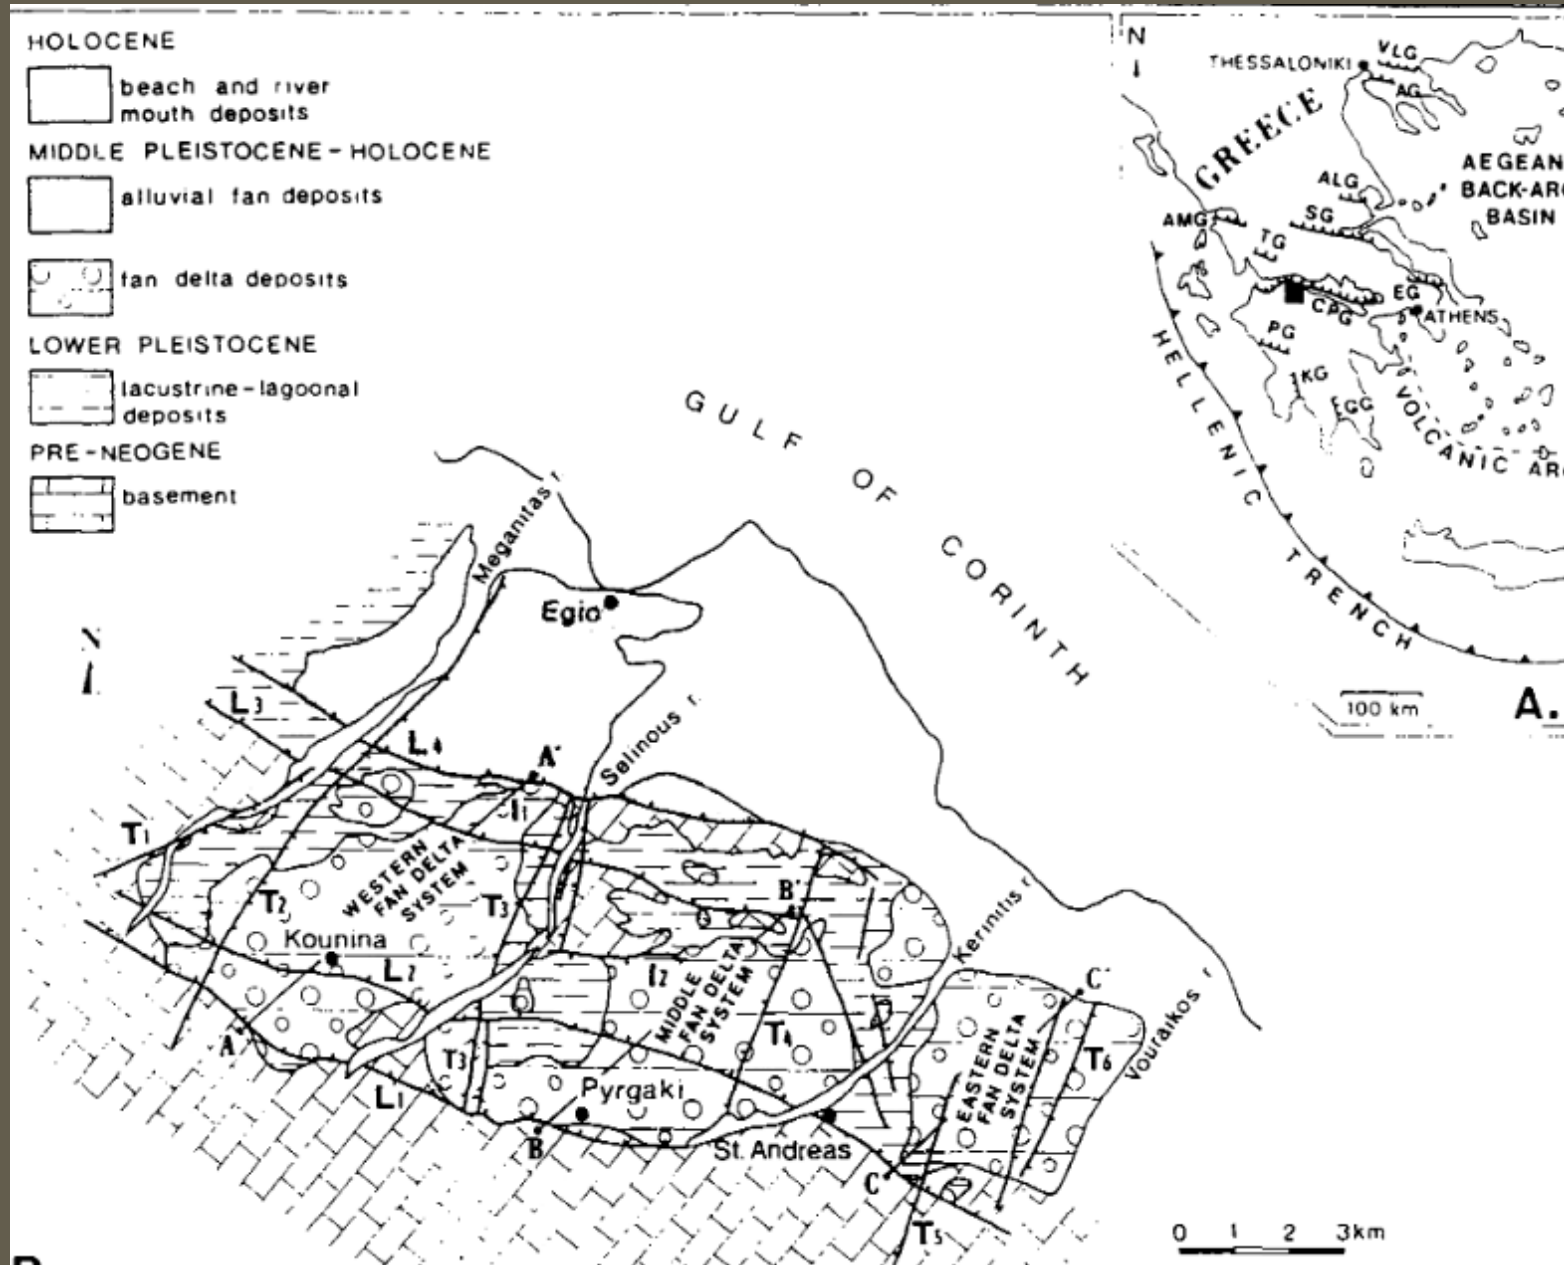 HOLOCENE
beach and river
mouth deposits
MIDDLE PLEISTOCENE-HOLOCENE
alluvial fan deposits
fan delta deposits
LOWER PLEISTOCENE
lacustrine-lagoonal
deposits
PRE-NEOGENE
basement
N
THESSALONIKI
VLG
AG
GREECE
AEGEAN
BACK-ARC
BASIN
ALG
AMG
SG
TG
EG
CPG
ATHENS
PG
KG
EGG
HELLENIC TRENCH
VOLCANIC ARC
100 km
A.
GULF OF CORINTH
N
Meganitas r.
Egio
L3
L4
A'
Selinous r.
I1
T1
WESTERN
FAN DELTA
SYSTEM
T2
T3
B'
Kounina
L2
I2
MIDDLE
FAN DELTA
SYSTEM
Kerinitis r.
C'
T4
EASTERN
FAN DELTA
SYSTEM
T6
Vouraikos r
A
T3
L1
Pyrgaki
B
St. Andreas
C
T5
0 1 2 3km